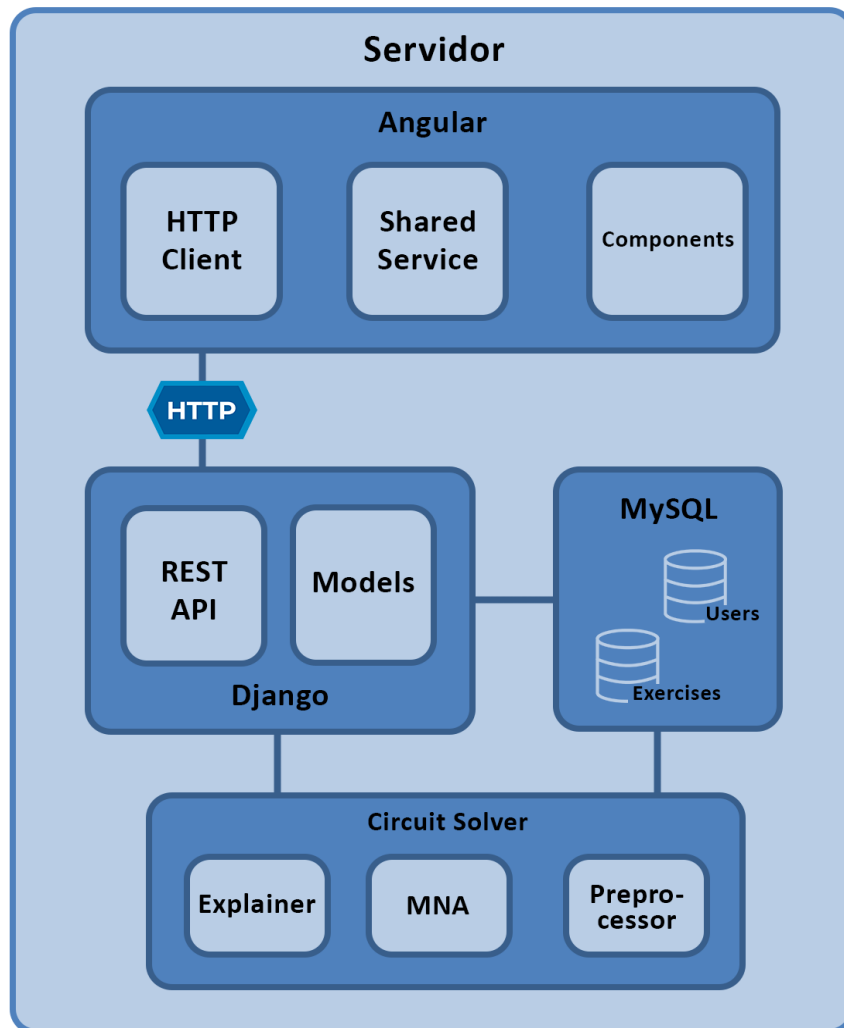 Servidor
Angular
HTTP
Client
Shared
Service
Components
HTTP
REST
API
Models
Django
MySQL
Users
Exercises
Circuit Solver
Explainer
MNA
Prepro-
cessor